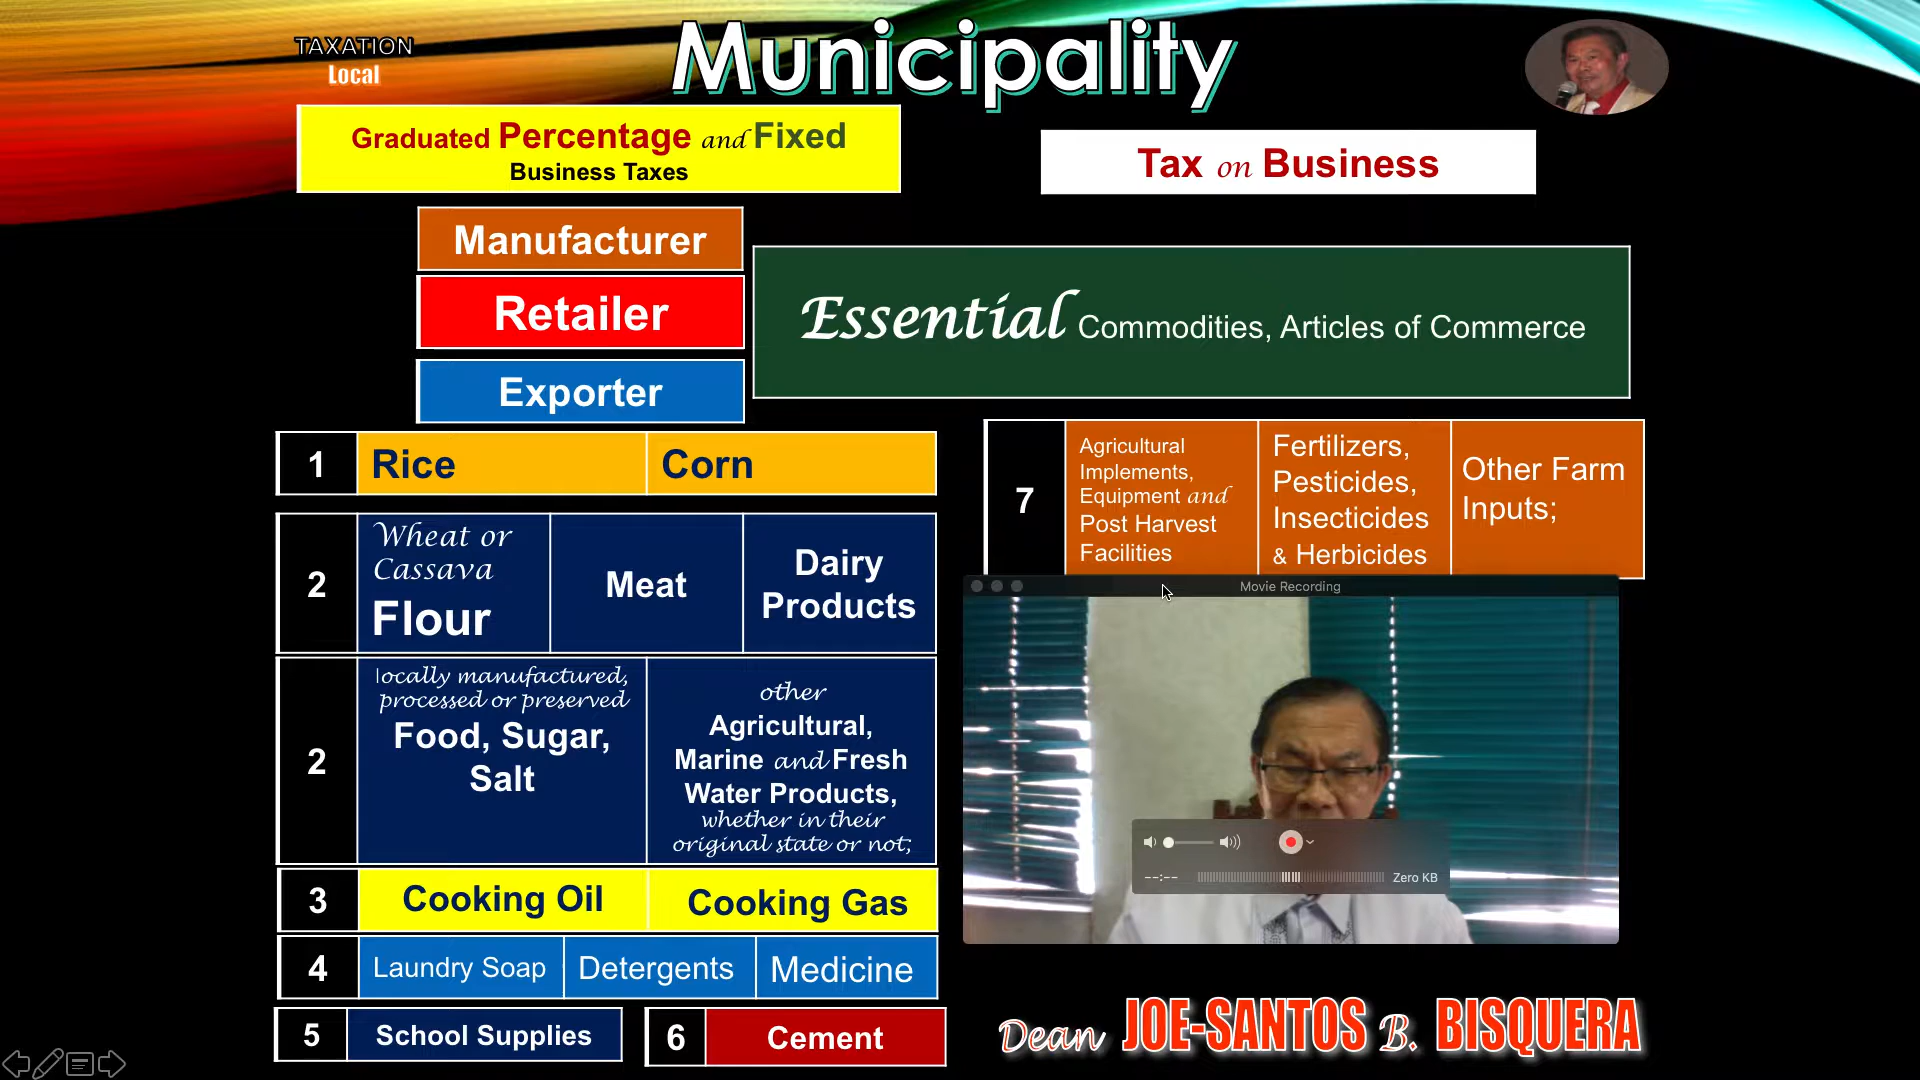 TAXATION
Local
Municipality
Graduated Percentage and Fixed
Business Taxes
Tax on Business
Manufacturer
Retailer
Exporter
Essential Commodities, Articles of Commerce
1
Rice
Corn
2
Wheat or
Cassava
Flour
Meat
Dairy
Products
2
locally manufactured,
processed or preserved
Food, Sugar,
Salt
other
Agricultural,
Marine and Fresh
Water Products,
whether in their
original state or not;
3
Cooking Oil
Cooking Gas
4
Laundry Soap
Detergents
Medicine
5
School Supplies
6
Cement
7
Agricultural
Implements,
Equipment and
Post Harvest
Facilities
Fertilizers,
Pesticides,
Insecticides
& Herbicides
Other Farm
Inputs;
Movie Recording
--:--
Zero KB
Dean JOE-SANTOS B. BISQUERA